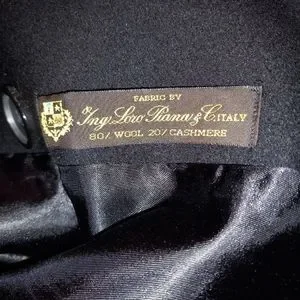 FABRIC BY
Ing. Loro Piana & C. ITALY
80% WOOL 20% CASHMERE